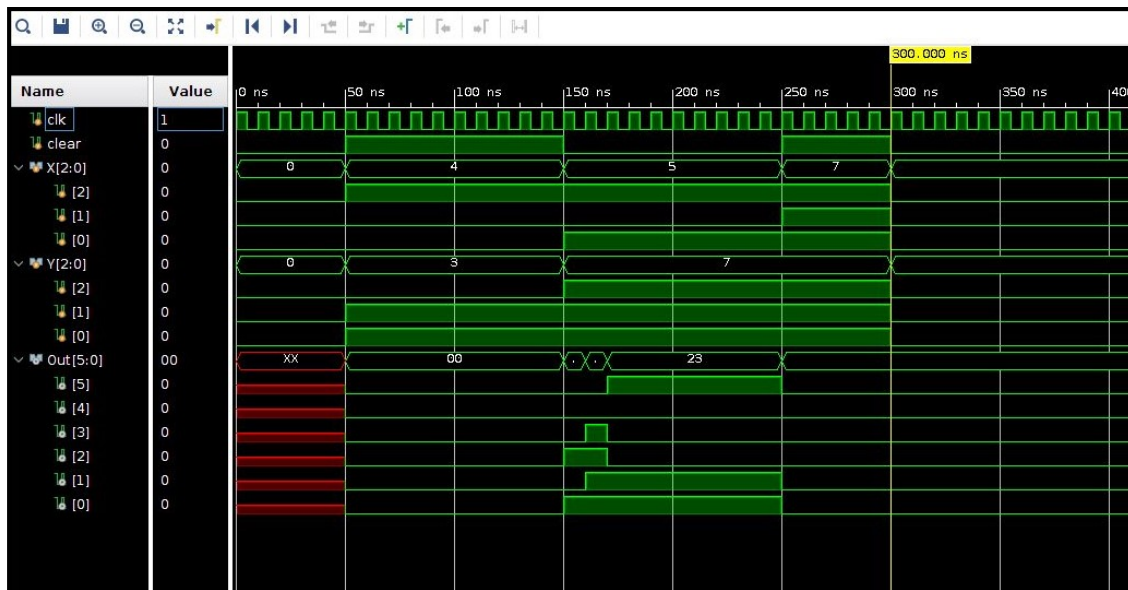 300.000 ns
Name Value 0 ns 50 ns 100 ns 150 ns 200 ns 250 ns 300 ns 350 ns 400
clk 1
clear 0
X[2:0] 0 0 4 5 7
[2] 0
[1] 0
[0] 0
Y[2:0] 0 0 3 7
[2] 0
[1] 0
[0] 0
Out[5:0] 00 XX 00 . . 23
[5] 0
[4] 0
[3] 0
[2] 0
[1] 0
[0] 0